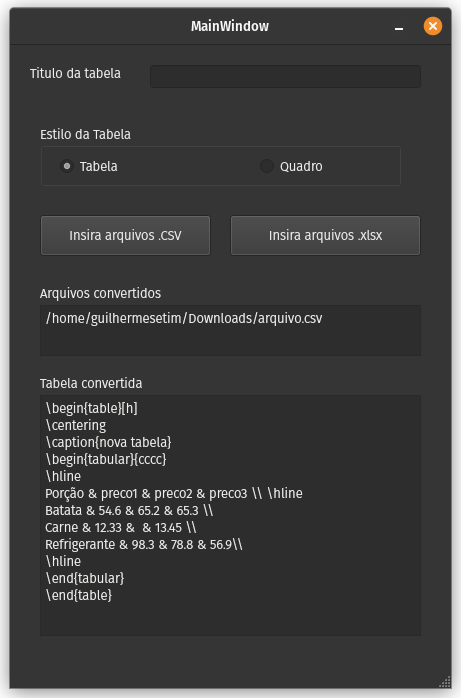 MainWindow
Titulo da tabela
Estilo da Tabela
Tabela Quadro
Insira arquivos .CSV Insira arquivos .xlsx
Arquivos convertidos
/home/guilhermesetim/Downloads/arquivo.csv
Tabela convertida
\begin{table}[h]
\centering
\caption{nova tabela}
\begin{tabular}{cccc}
\hline
Porção & preco1 & preco2 & preco3 \\ \hline
Batata & 54.6 & 65.2 & 65.3 \\
Carne & 12.33 &  & 13.45 \\
Refrigerante & 98.3 & 78.8 & 56.9\\
\hline
\end{tabular}
\end{table}